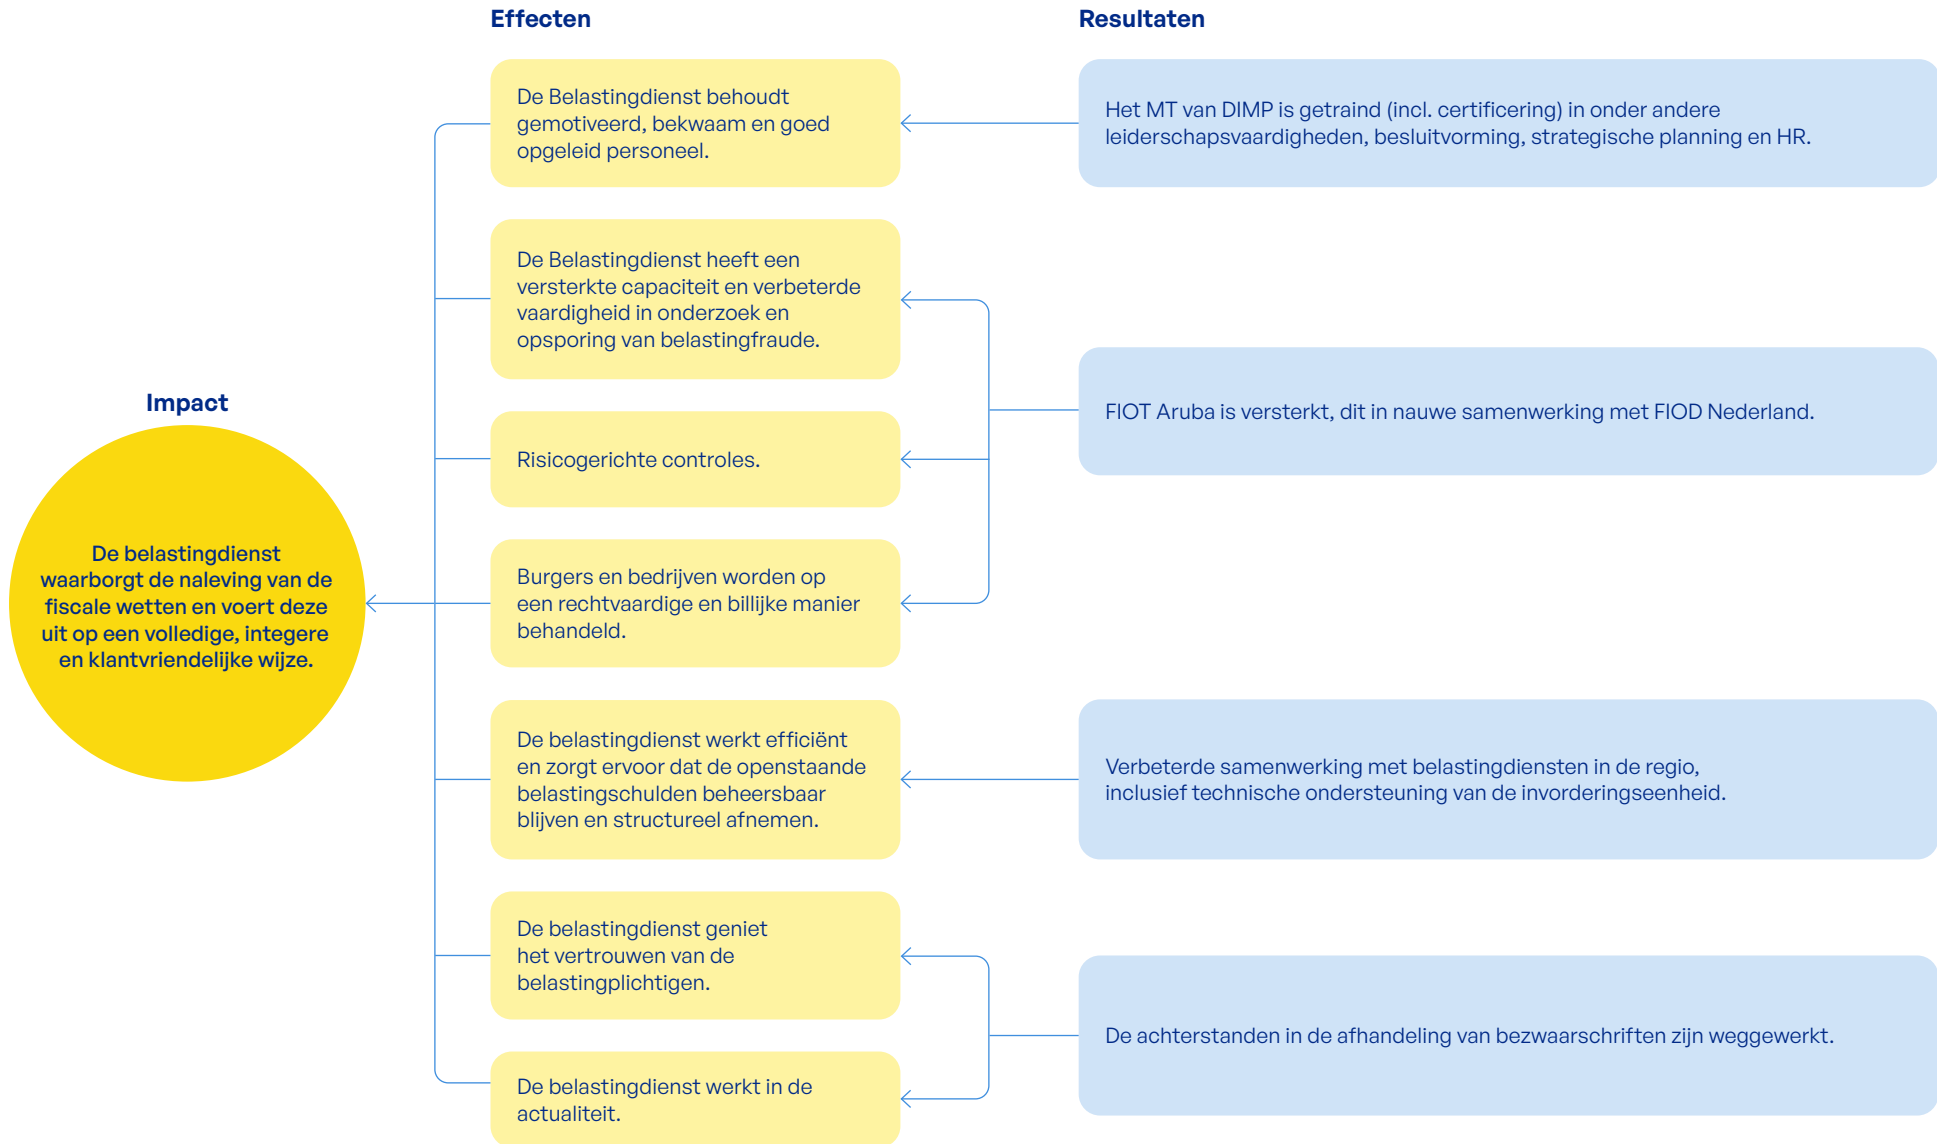 Effecten
Resultaten
De Belastingdienst behoudt
gemotiveerd, bekwaam en goed
opgeleid personeel.
Het MT van DIMP is getraind (incl. certificering) in onder andere
leiderschapsvaardigheden, besluitvorming, strategische planning en HR.
De Belastingdienst heeft een
versterkte capaciteit en verbeterde
vaardigheid in onderzoek en
opsporing van belastingfraude.
FIOT Aruba is versterkt, dit in nauwe samenwerking met FIOD Nederland.
Impact
Risicogerichte controles.
De belastingdienst
waarborgt de naleving van de
fiscale wetten en voert deze
uit op een volledige, integere
en klantvriendelijke wijze.
Burgers en bedrijven worden op
een rechtvaardige en billijke manier
behandeld.
De belastingdienst werkt efficiënt
en zorgt ervoor dat de openstaande
belastingschulden beheersbaar
blijven en structureel afnemen.
Verbeterde samenwerking met belastingdiensten in de regio,
inclusief technische ondersteuning van de invorderingseenheid.
De belastingdienst geniet
het vertrouwen van de
belastingplichtigen.
De achterstanden in de afhandeling van bezwaarschriften zijn weggewerkt.
De belastingdienst werkt in de
actualiteit.